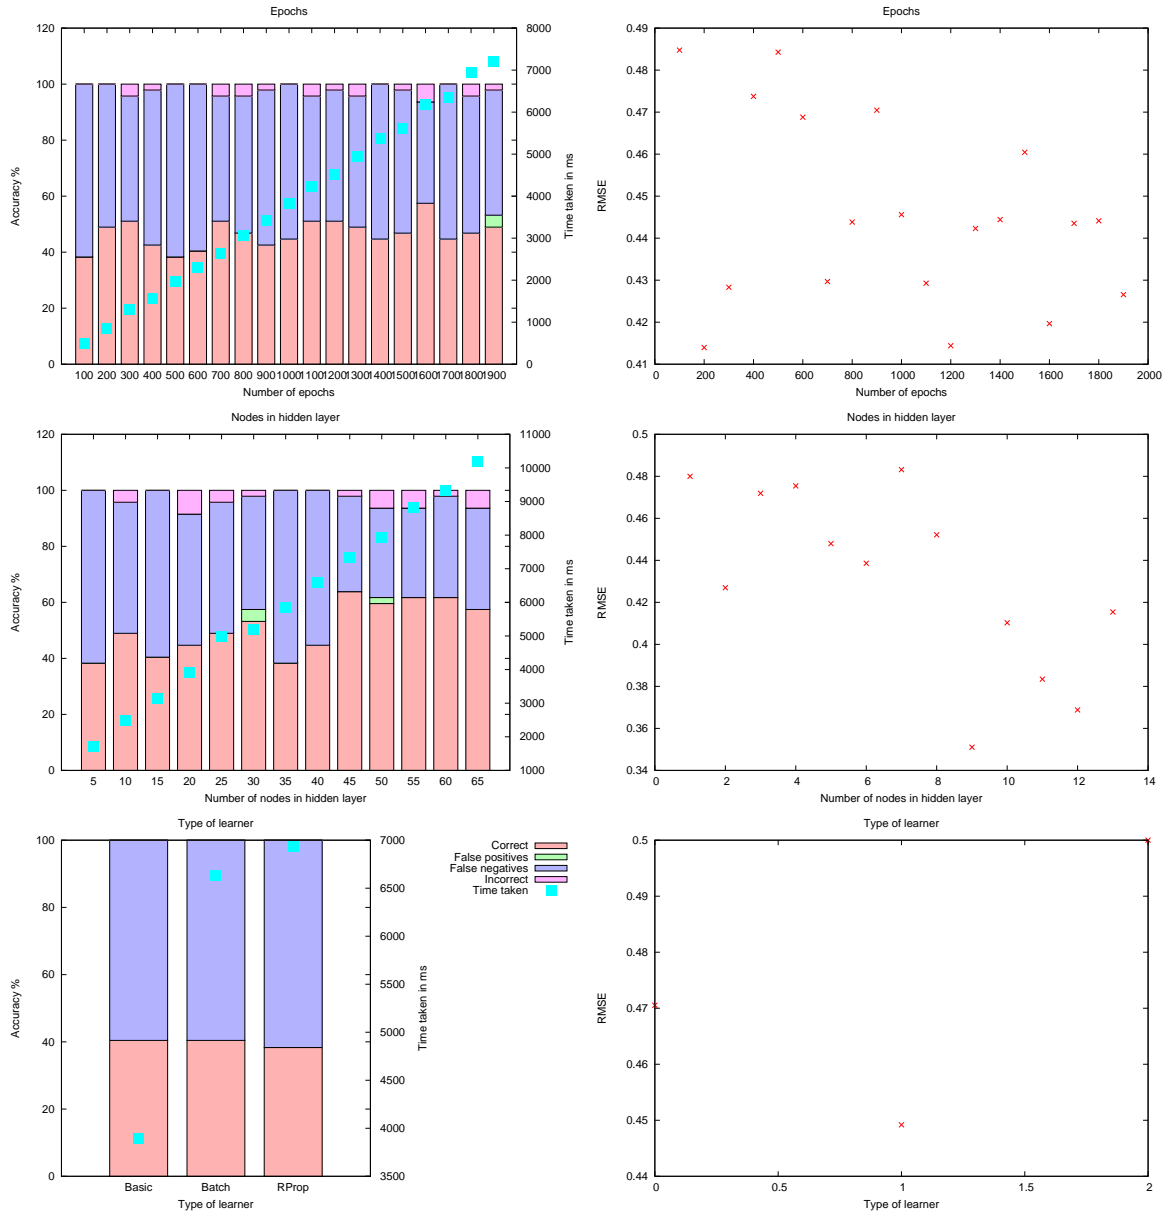 Epochs
120
100
80
60
40
20
0
Accuracy %
8000
7000
6000
5000
4000
3000
2000
1000
0
Time taken in ms
100 200 300 400 500 600 700 800 900 1000 1100 1200 1300 1400 1500 1600 1700 1800 1900
Number of epochs
Epochs
0.49
0.48
0.47
0.46
0.45
0.44
0.43
0.42
0.41
RMSE
0 200 400 600 800 1000 1200 1400 1600 1800 2000
Number of epochs
Nodes in hidden layer
120
100
80
60
40
20
0
Accuracy %
11000
10000
9000
8000
7000
6000
5000
4000
3000
2000
1000
Time taken in ms
5 10 15 20 25 30 35 40 45 50 55 60 65
Number of nodes in hidden layer
Nodes in hidden layer
0.5
0.48
0.46
0.44
0.42
0.4
0.38
0.36
0.34
RMSE
0 2 4 6 8 10 12 14
Number of nodes in hidden layer
Type of learner
100
80
60
40
20
0
Accuracy %
7000
6500
6000
5500
5000
4500
4000
3500
Time taken in ms
Basic Batch RProp
Type of learner
Correct
False positives
False negatives
Incorrect
Time taken
Type of learner
0.5
0.49
0.48
0.47
0.46
0.45
0.44
RMSE
0 0.5 1 1.5 2
Type of learner